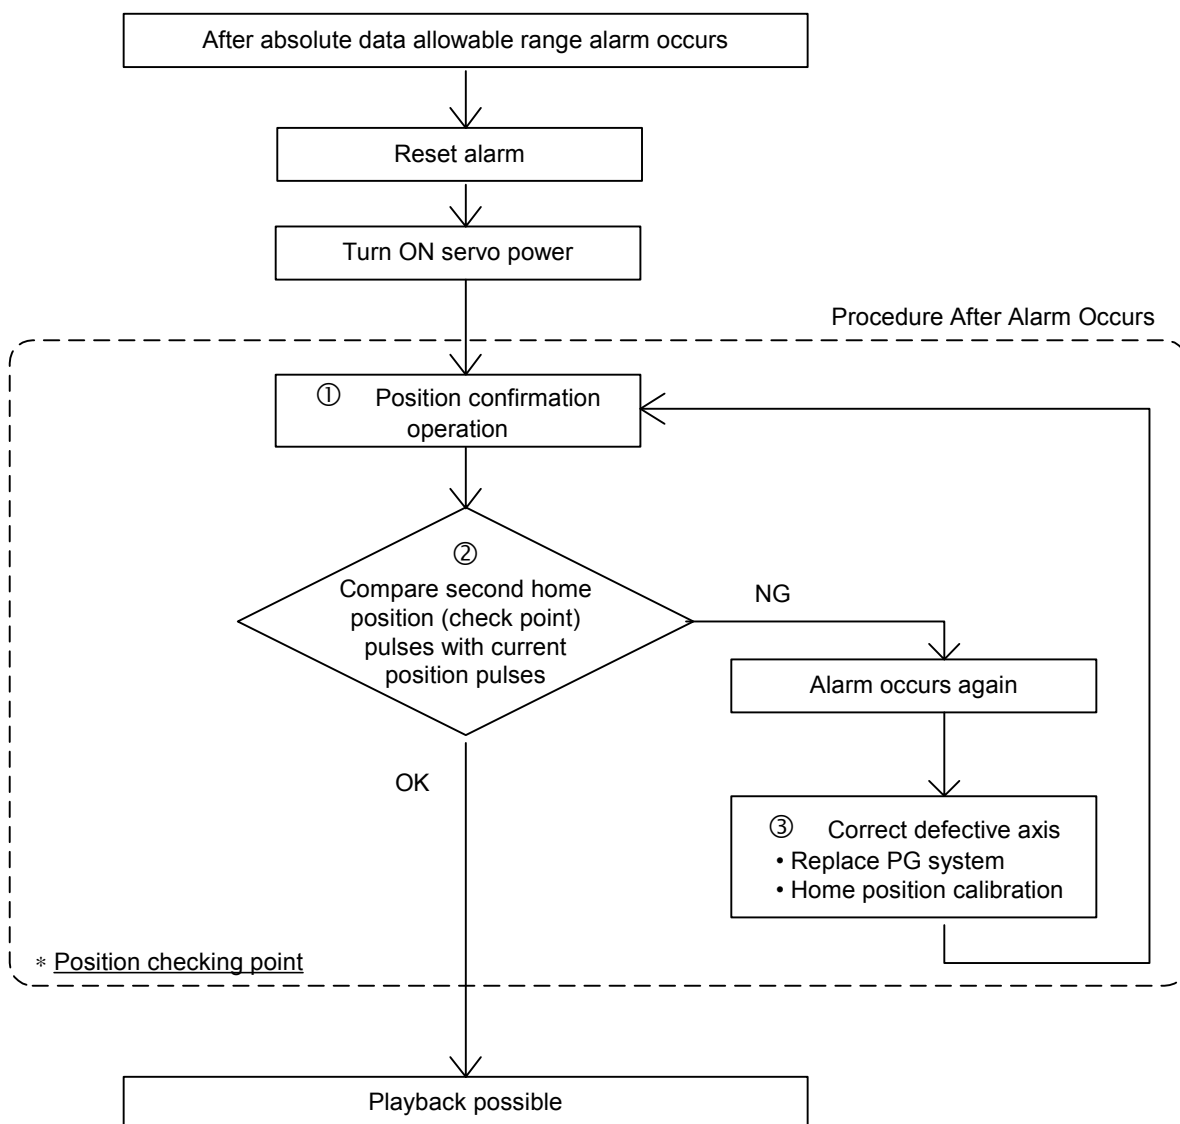 After absolute data allowable range alarm occurs
Reset alarm
Turn ON servo power
Procedure After Alarm Occurs
① Position confirmation
operation
②
Compare second home
position (check point)
pulses with current
position pulses
NG
Alarm occurs again
OK
③ Correct defective axis
• Replace PG system
• Home position calibration
* Position checking point
Playback possible